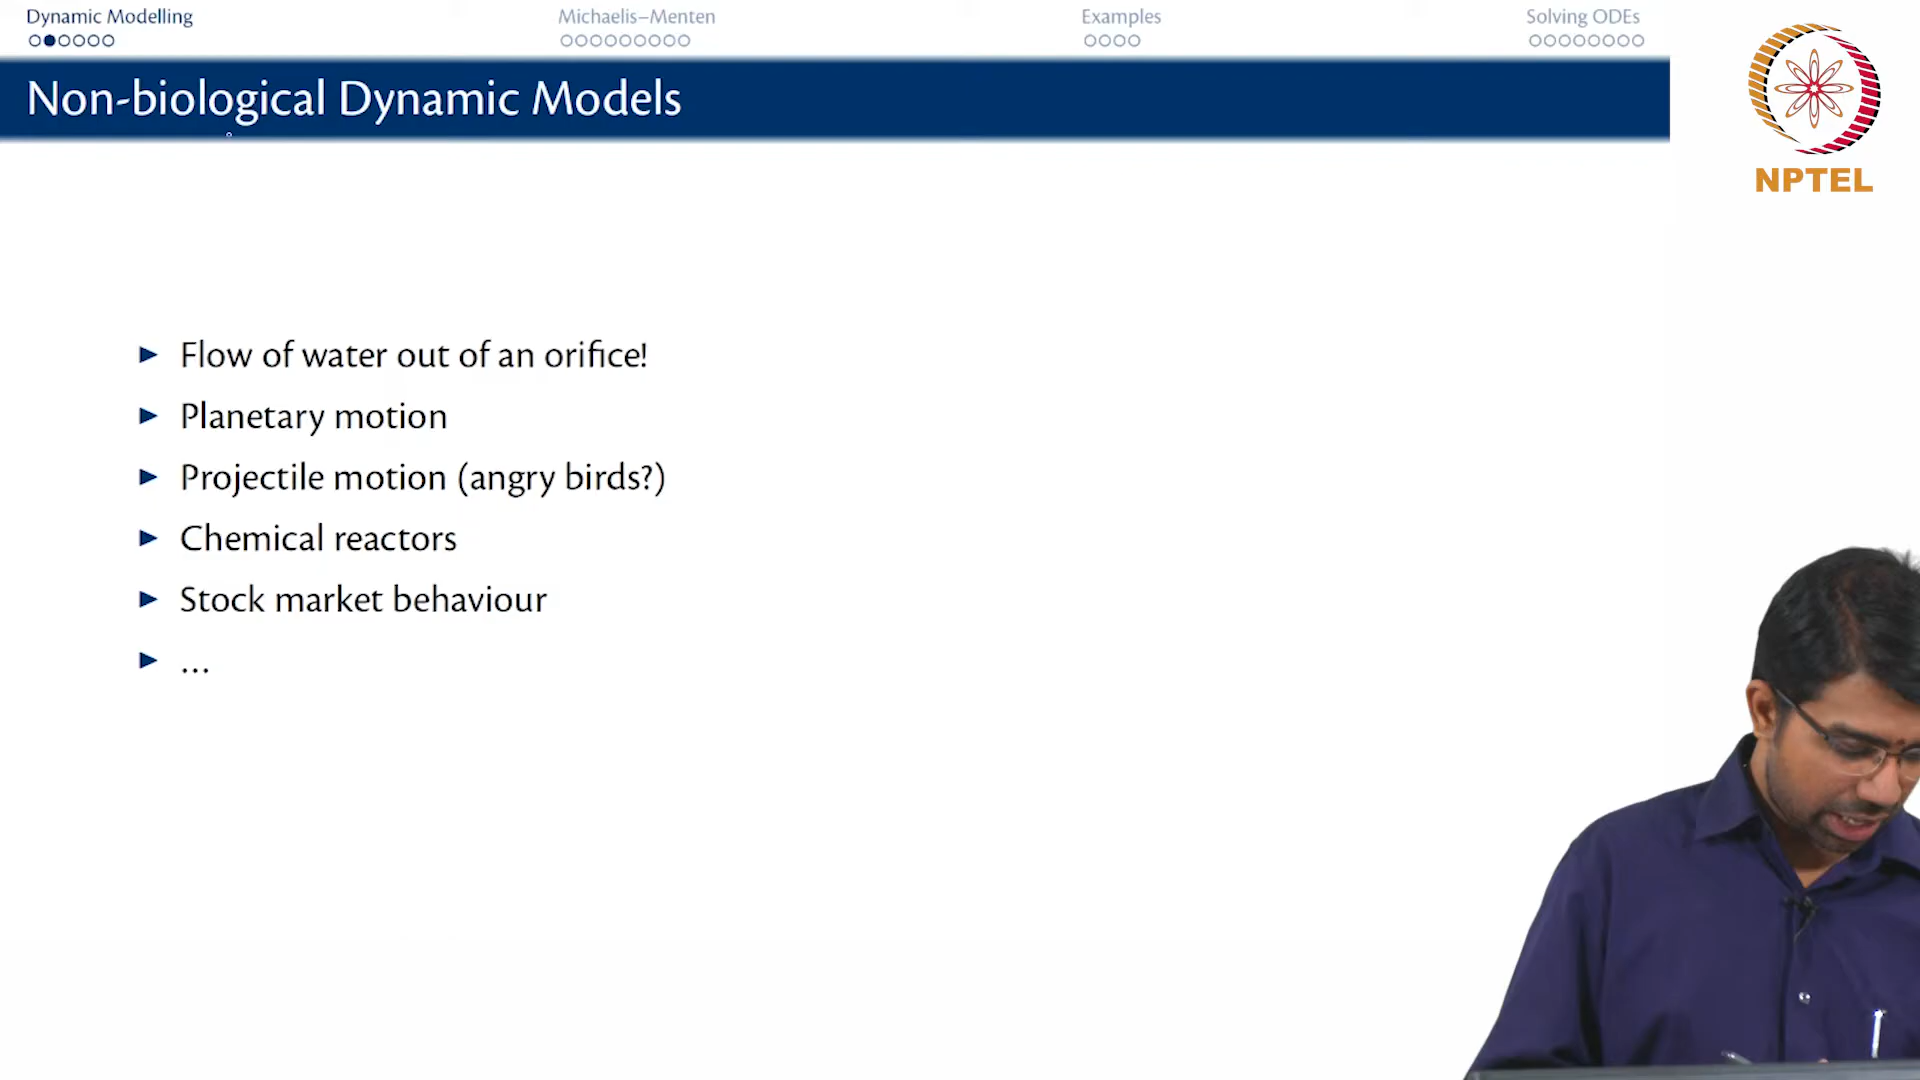 Dynamic Modelling
Michaelis–Menten
Examples
Solving ODEs
Non-biological Dynamic Models
NPTEL
Flow of water out of an orifice!
Planetary motion
Projectile motion (angry birds?)
Chemical reactors
Stock market behaviour
...